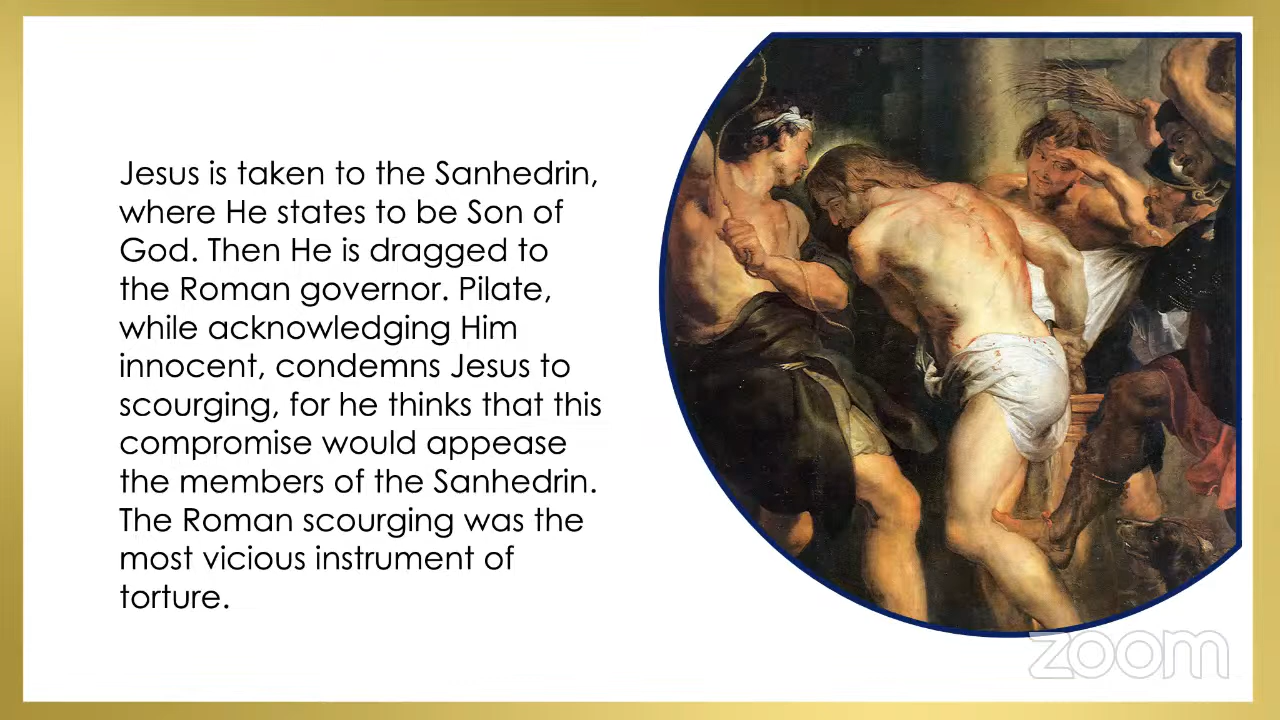 Jesus is taken to the Sanhedrin,
where He states to be Son of
God. Then He is dragged to
the Roman governor. Pilate,
while acknowledging Him
innocent, condemns Jesus to
scourging, for he thinks that this
compromise would appease
the members of the Sanhedrin.
The Roman scourging was the
most vicious instrument of
torture.
zoom